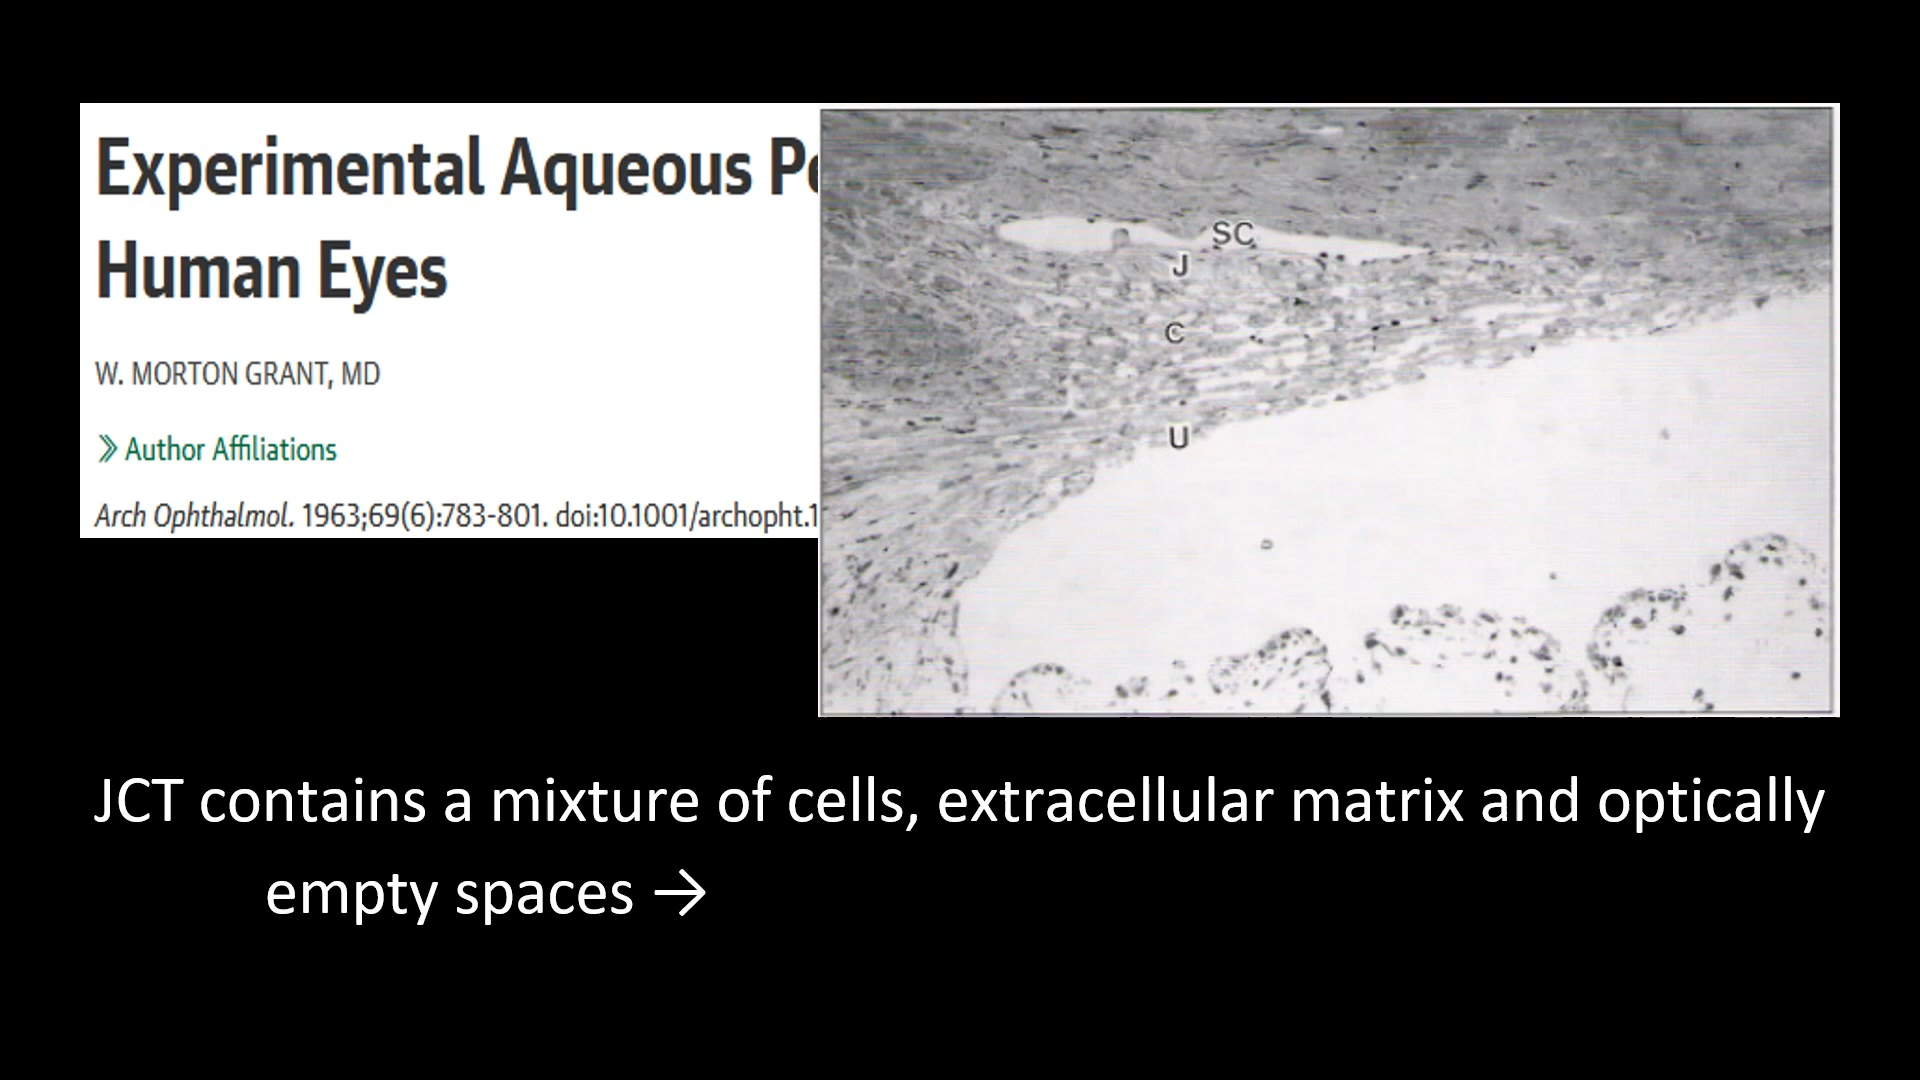 Experimental Aqueous
Human Eyes
W. MORTON GRANT, MD
Author Affiliations
Arch Ophthalmol. 1963;69(6):783-801. doi:10.1001/archopht.1
SC
J
C
U
JCT contains a mixture of cells, extracellular matrix and optically
empty spaces →